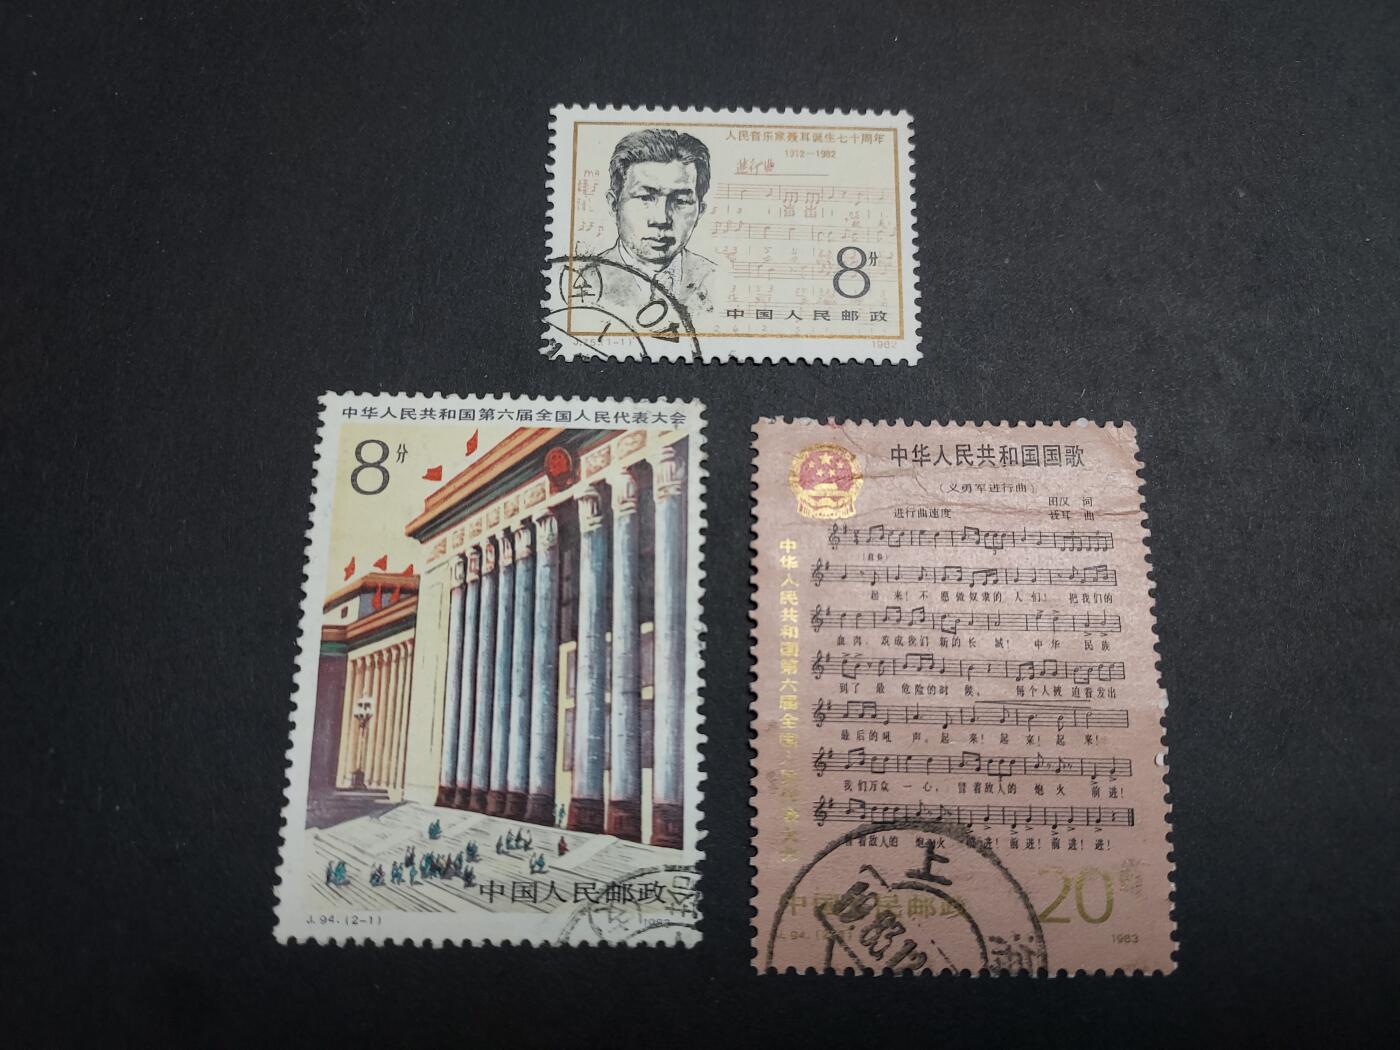 人民音乐家聂耳诞生七十周年
1912—1982
进行曲
8分
中国人民邮政
J.75.(1-1)
1982
中华人民共和国第六届全国人民代表大会
8分
中国人民邮政
J.94.(2-1)
1983
中华人民共和国国歌
(义勇军进行曲)
田汉 词
进行曲速度
聂耳 曲
中华人民共和国第六届全国人民代表大会
起来!不愿做奴隶的人们!把我们的
血肉,筑成我们新的长城!中华民族
到了最危险的时候,每个人被迫着发出
最后的吼声。起来!起来!起来!
我们万众一心,冒着敌人的炮火 前进!
冒着敌人的炮火 前进!前进!前进!进!
上
20分
中国人民邮政
J.94.
1983